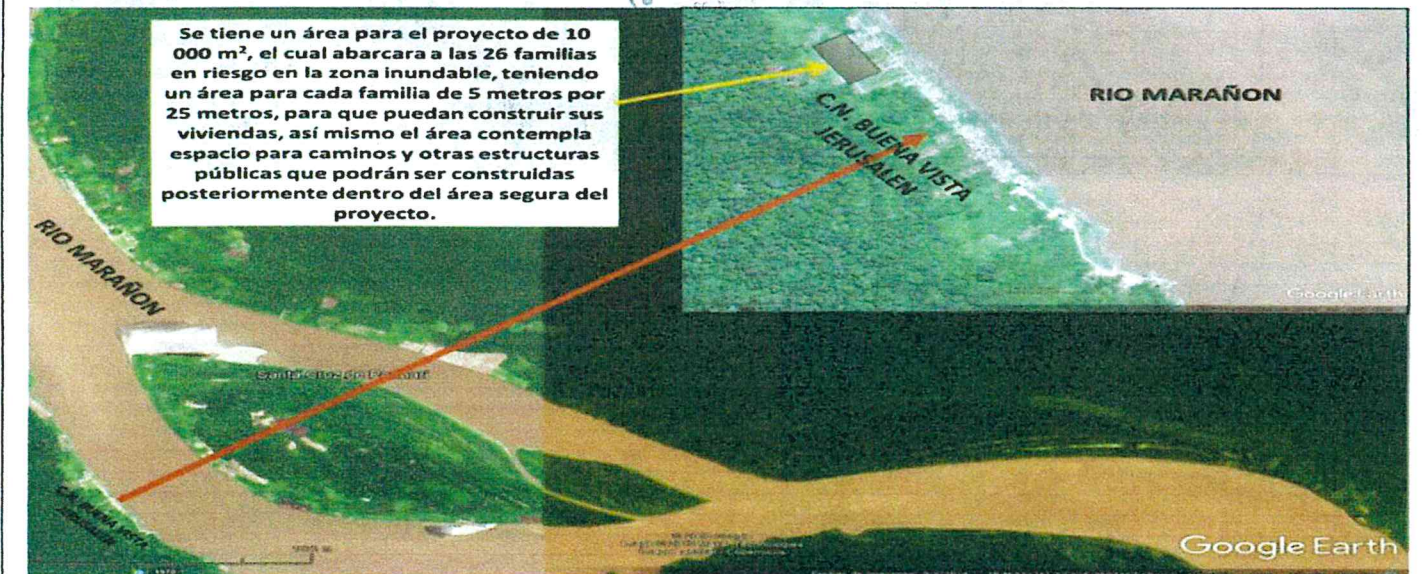 Se tiene un área para el proyecto de 10
000 m², el cual abarcara a las 26 familias
en riesgo en la zona inundable, teniendo
un área para cada familia de 5 metros por
25 metros, para que puedan construir sus
viviendas, así mismo el área contempla
espacio para caminos y otras estructuras
públicas que podrán ser construidas
posteriormente dentro del área segura del
proyecto.
RIO MARAÑON
C.N. BUENA VISTA
JERUSALEN
Google Earth
RIO MARAÑON
C.N. BUENA VISTA
JERUSALEN
Google Earth